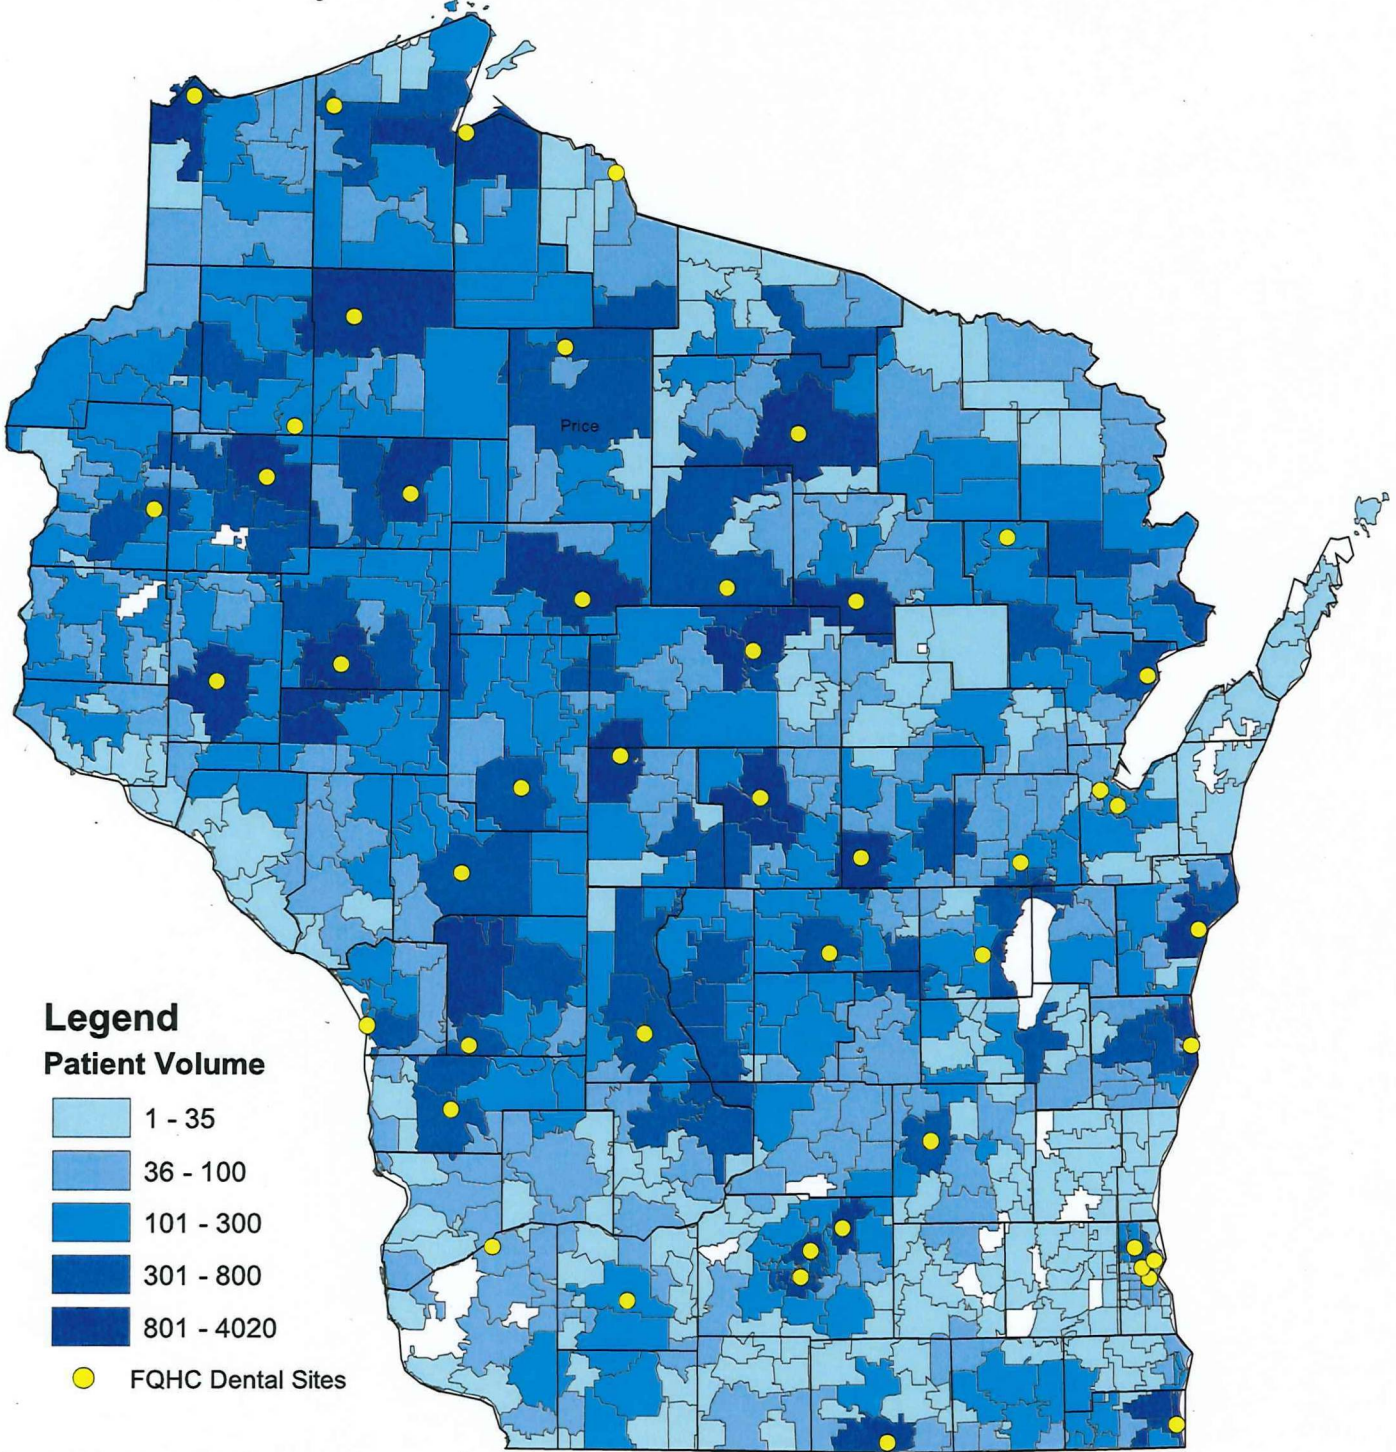 Price
Legend
Patient Volume
1 - 35
36 - 100
101 - 300
301 - 800
801 - 4020
FQHC Dental Sites